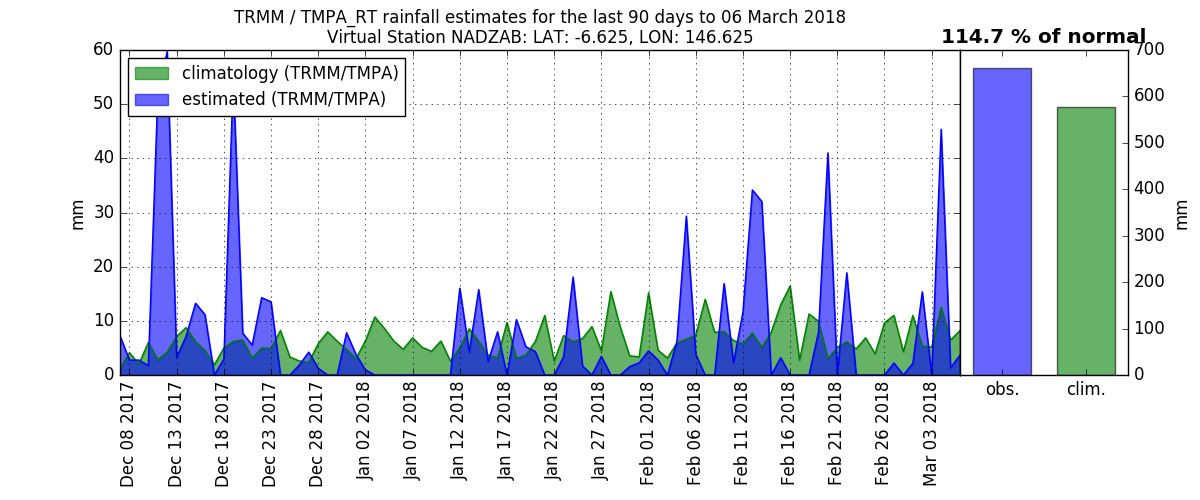 TRMM / TMPA_RT rainfall estimates for the last 90 days to 06 March 2018
Virtual Station NADZAB: LAT: -6.625, LON: 146.625
114.7 % of normal
climatology (TRMM/TMPA)
estimated (TRMM/TMPA)
60
50
40
30
20
10
0
mm
Dec 08 2017
Dec 13 2017
Dec 18 2017
Dec 23 2017
Dec 28 2017
Jan 02 2018
Jan 07 2018
Jan 12 2018
Jan 17 2018
Jan 22 2018
Jan 27 2018
Feb 01 2018
Feb 06 2018
Feb 11 2018
Feb 16 2018
Feb 21 2018
Feb 26 2018
Mar 03 2018
obs.
clim.
700
600
500
400
300
200
100
0
mm